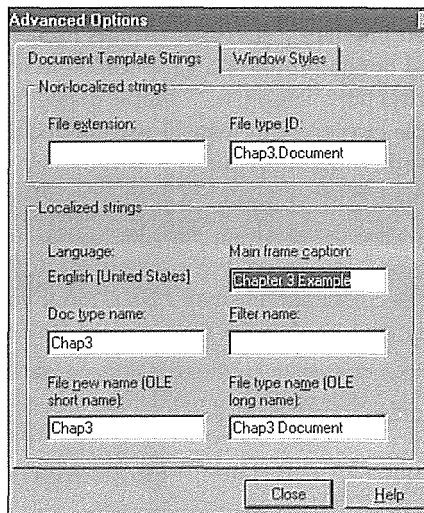 Advanced Options
Document Template Strings
Window Styles
Non-localized strings
File extension:
File type ID:
Chap3.Document
Localized strings
Language:
Main frame caption:
English [United States]
Chapter 3 Example
Doc type name:
Filter name:
Chap3
File new name (OLE
short name):
File type name (OLE
long name):
Chap3
Chap3 Document
Close
Help